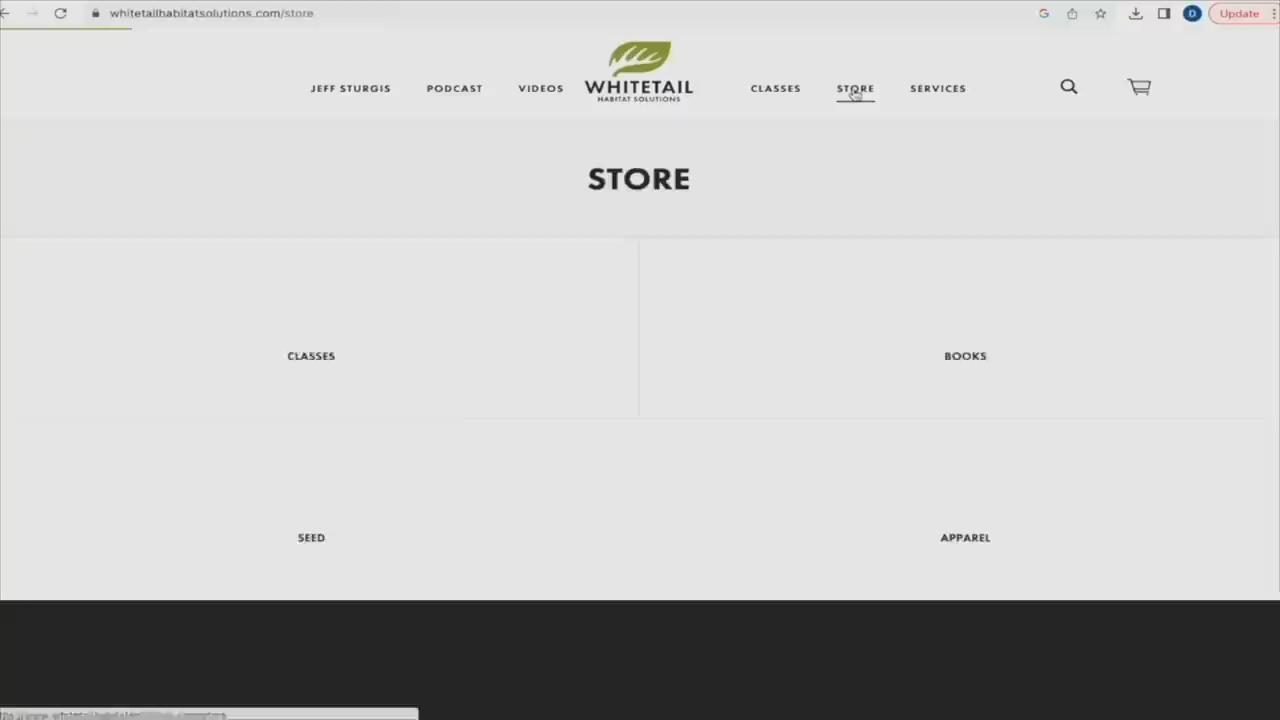 whitetailhabitatsolutions.com/store
D
Update
JEFF STURGIS
PODCAST
VIDEOS
WHITETAIL
HABITAT SOLUTIONS
CLASSES
STORE
SERVICES
STORE
CLASSES
BOOKS
SEED
APPAREL